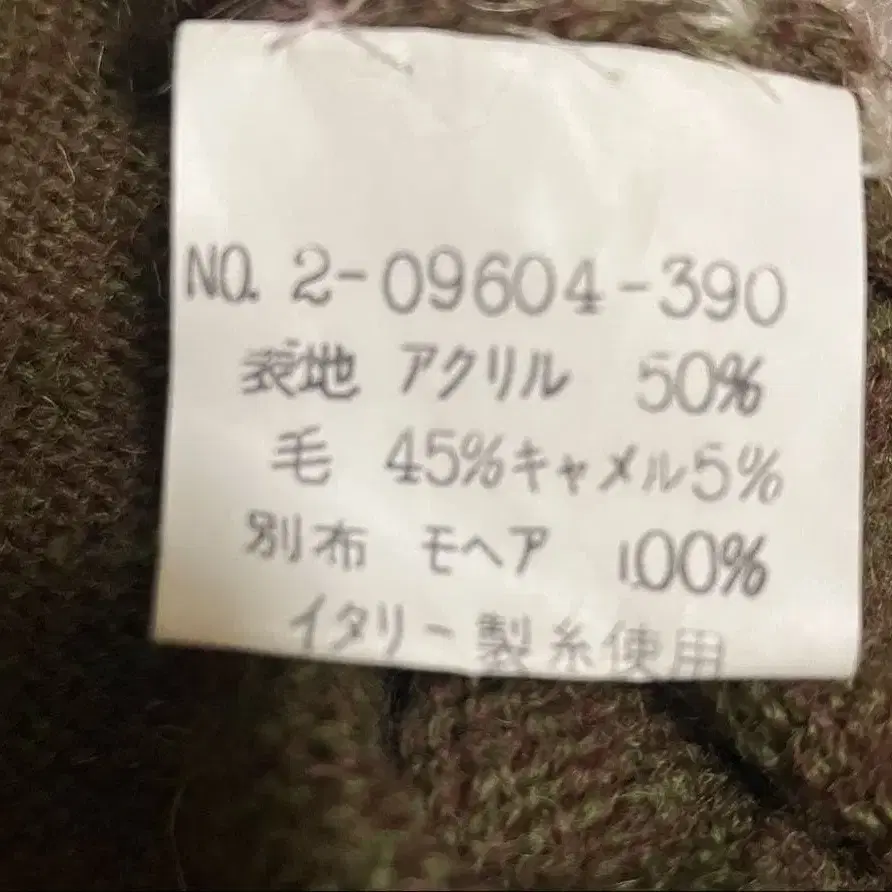 NO. 2-09604-390
表地 アクリル 50%
毛 45%キャメル5%
別布 モヘア 100%
イタリー製糸使用